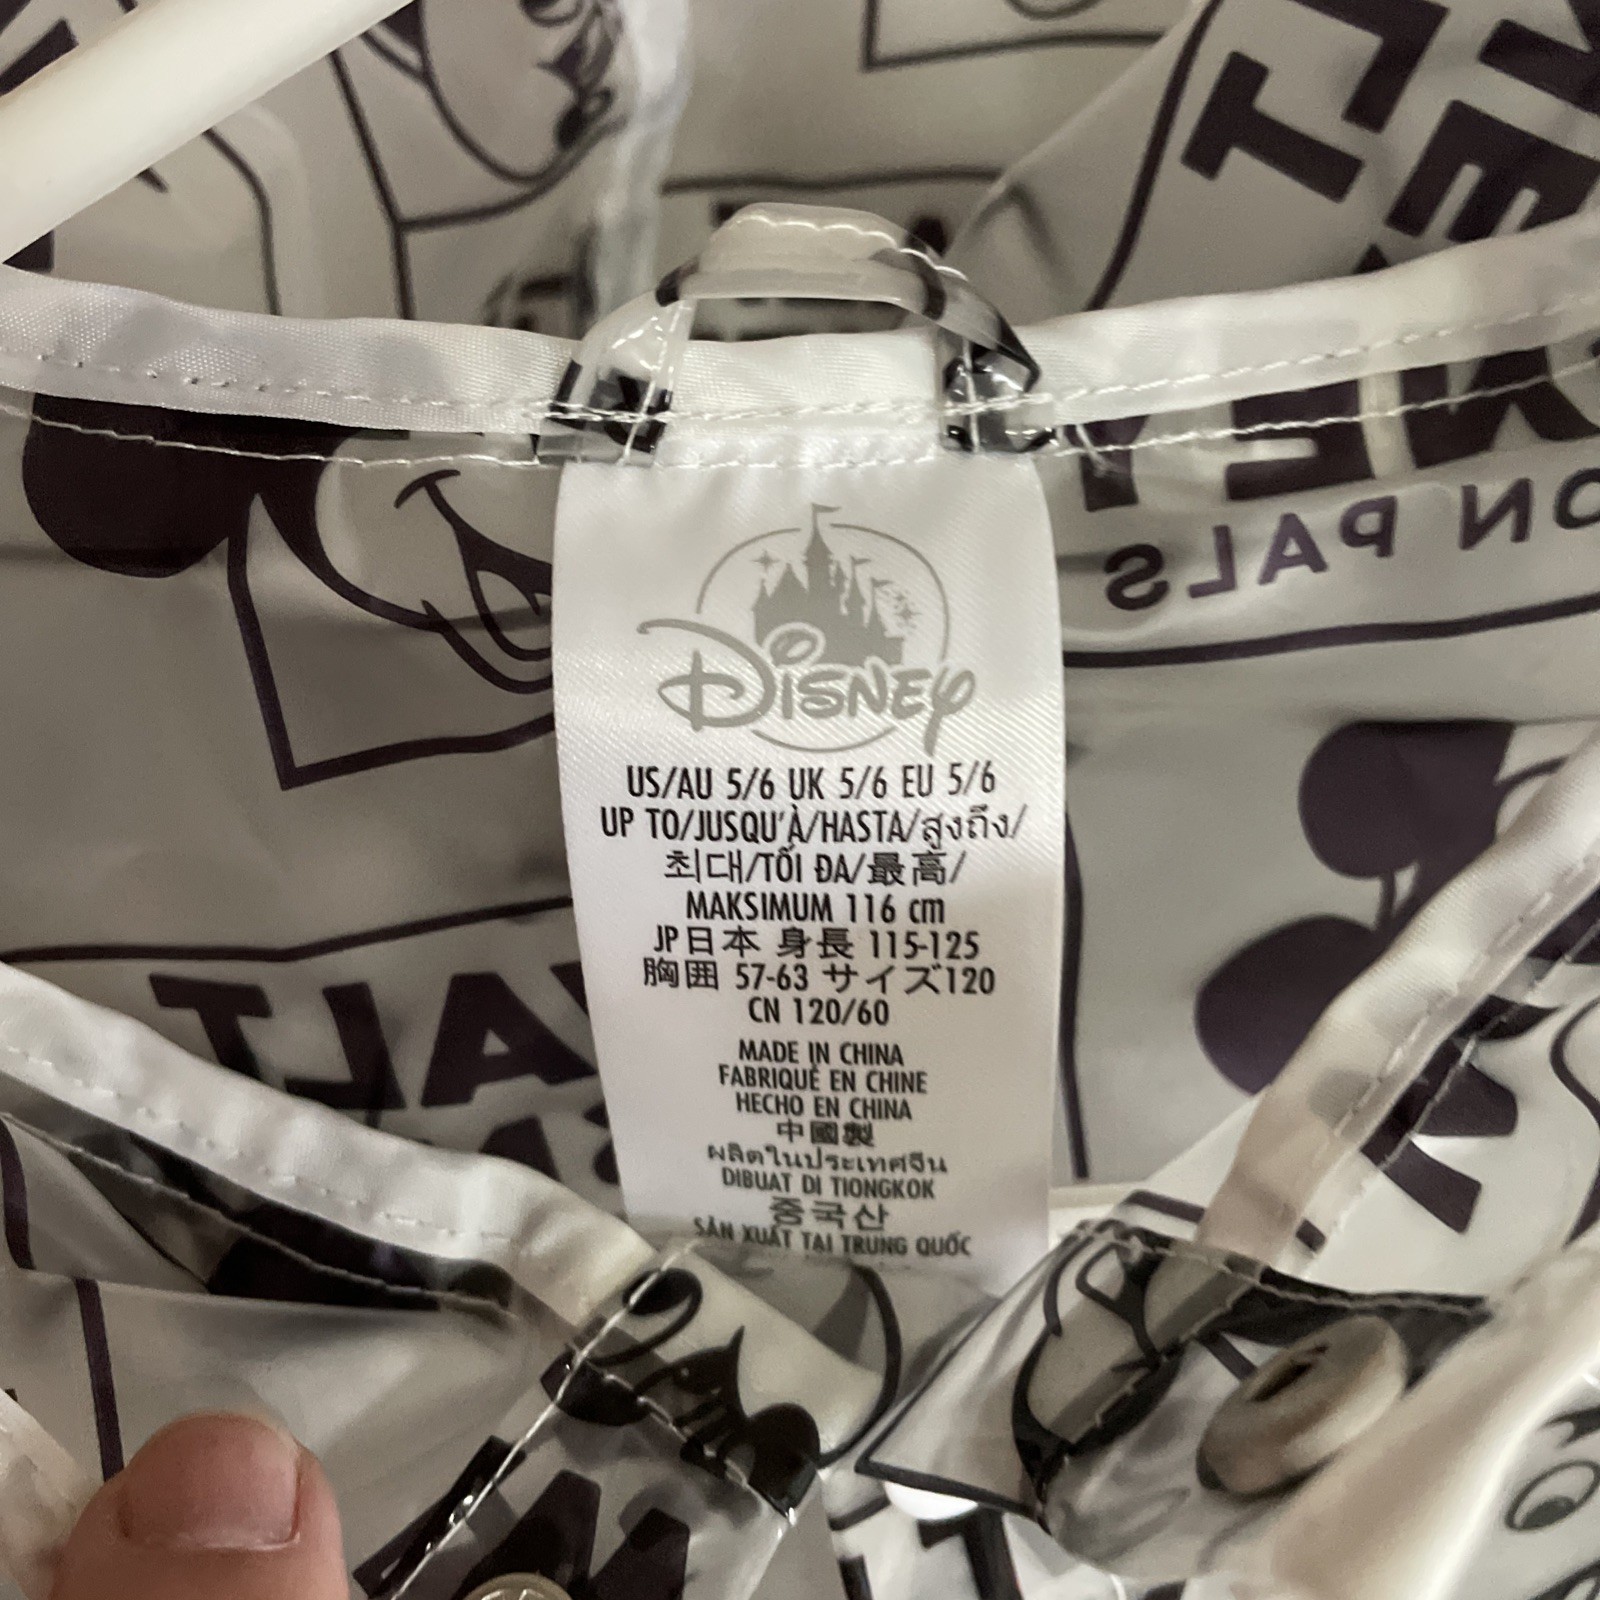 DISNEY
US/AU 5/6 UK 5/6 EU 5/6
UP TO/JUSQU'À/HASTA/สูงถึง/
최대/TỐI ĐA/最高/
MAKSIMUM 116 cm
JP日本 身長 115-125
胸囲 57-63 サイズ120
CN 120/60
MADE IN CHINA
FABRIQUÉ EN CHINE
HECHO EN CHINA
中國製
ผลิตในประเทศจีน
DIBUAT DI TIONGKOK
중국산
SẢN XUẤT TẠI TRUNG QUỐC
ON PALS
WALT